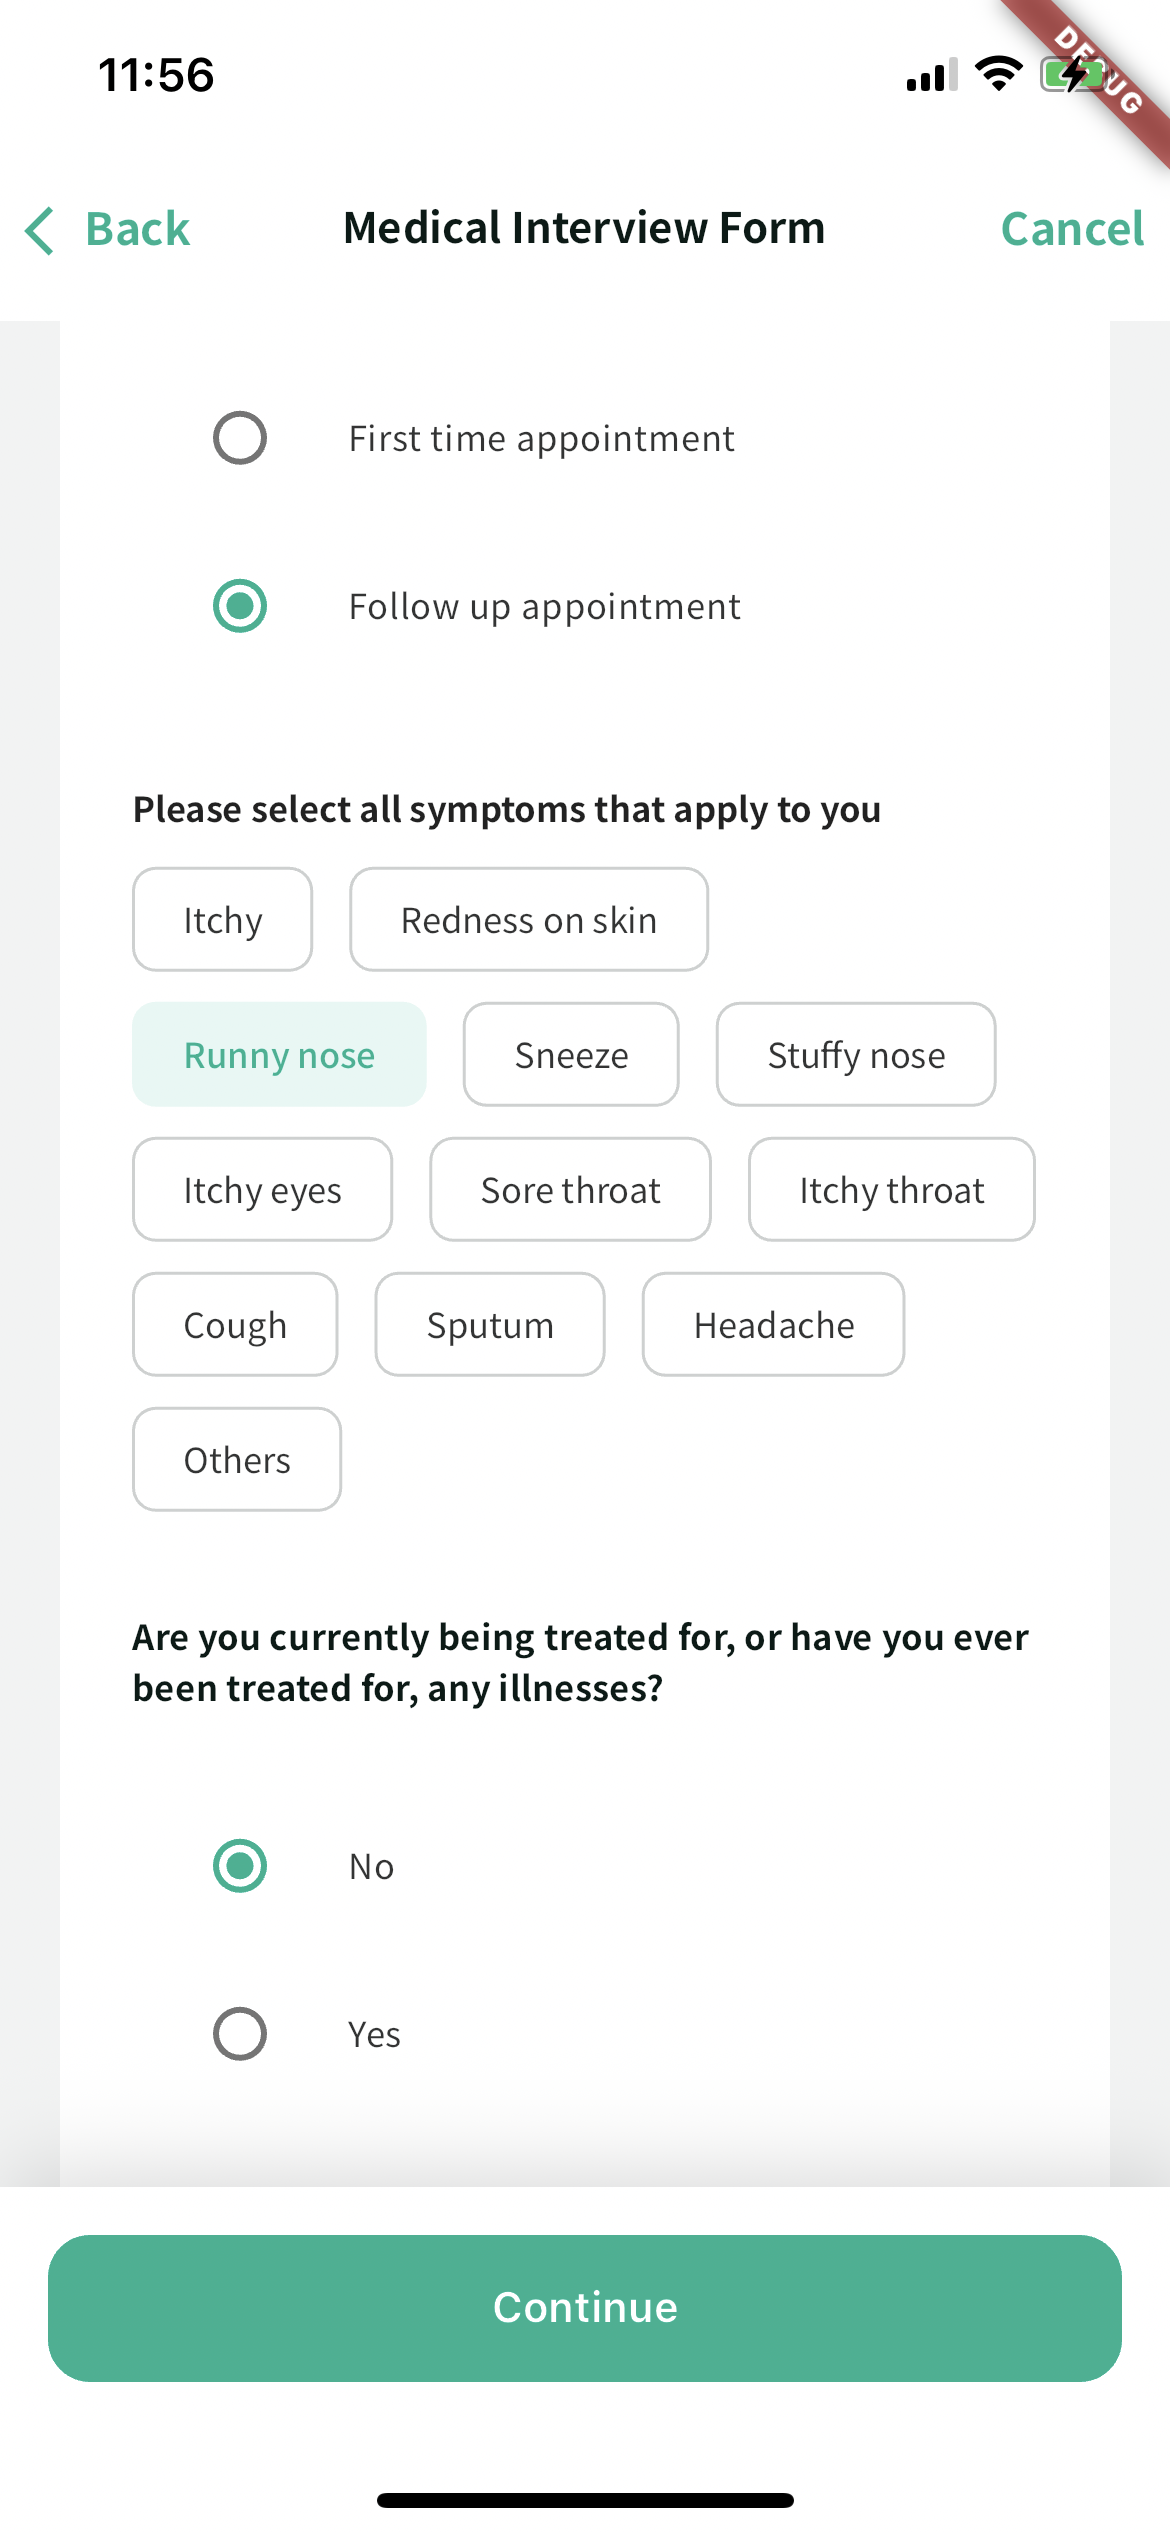 11:56
DEBUG
Back Medical Interview Form Cancel
First time appointment
Follow up appointment
Please select all symptoms that apply to you
Itchy Redness on skin
Runny nose Sneeze Stuffy nose
Itchy eyes Sore throat Itchy throat
Cough Sputum Headache
Others
Are you currently being treated for, or have you ever
been treated for, any illnesses?
No
Yes
Continue